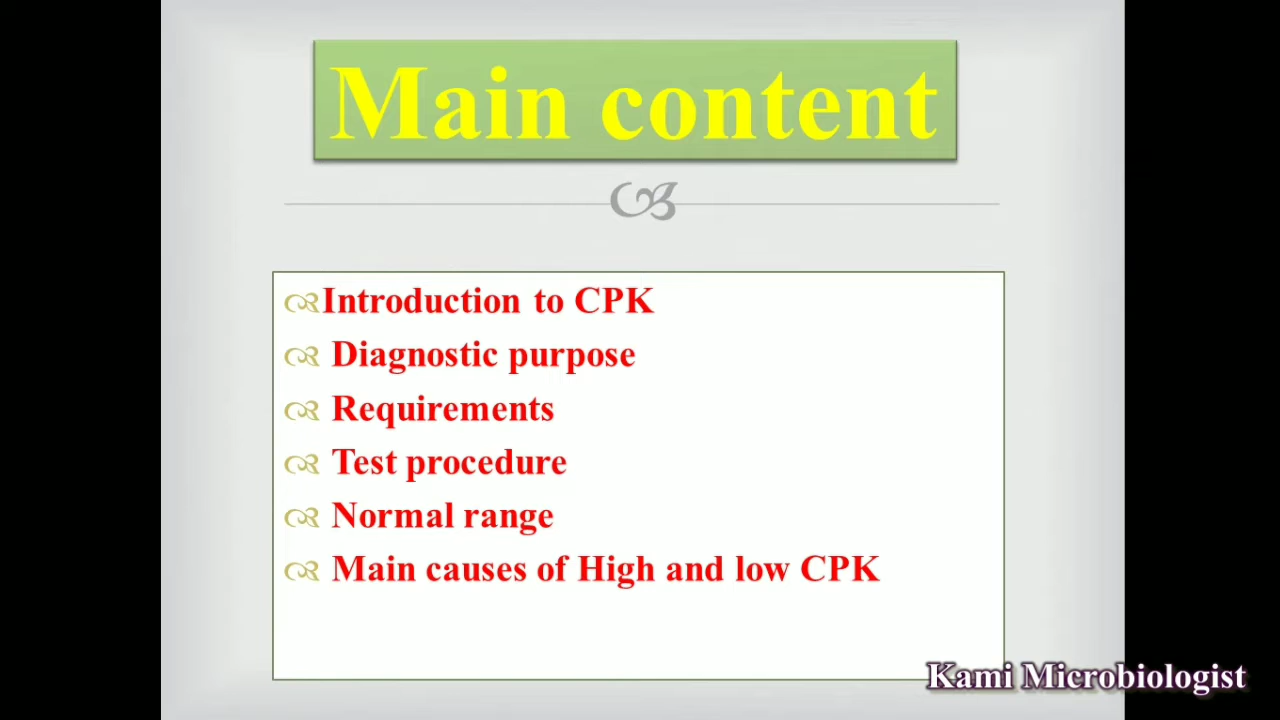 Main content
Introduction to CPK
Diagnostic purpose
Requirements
Test procedure
Normal range
Main causes of High and low CPK
Kami Microbiologist